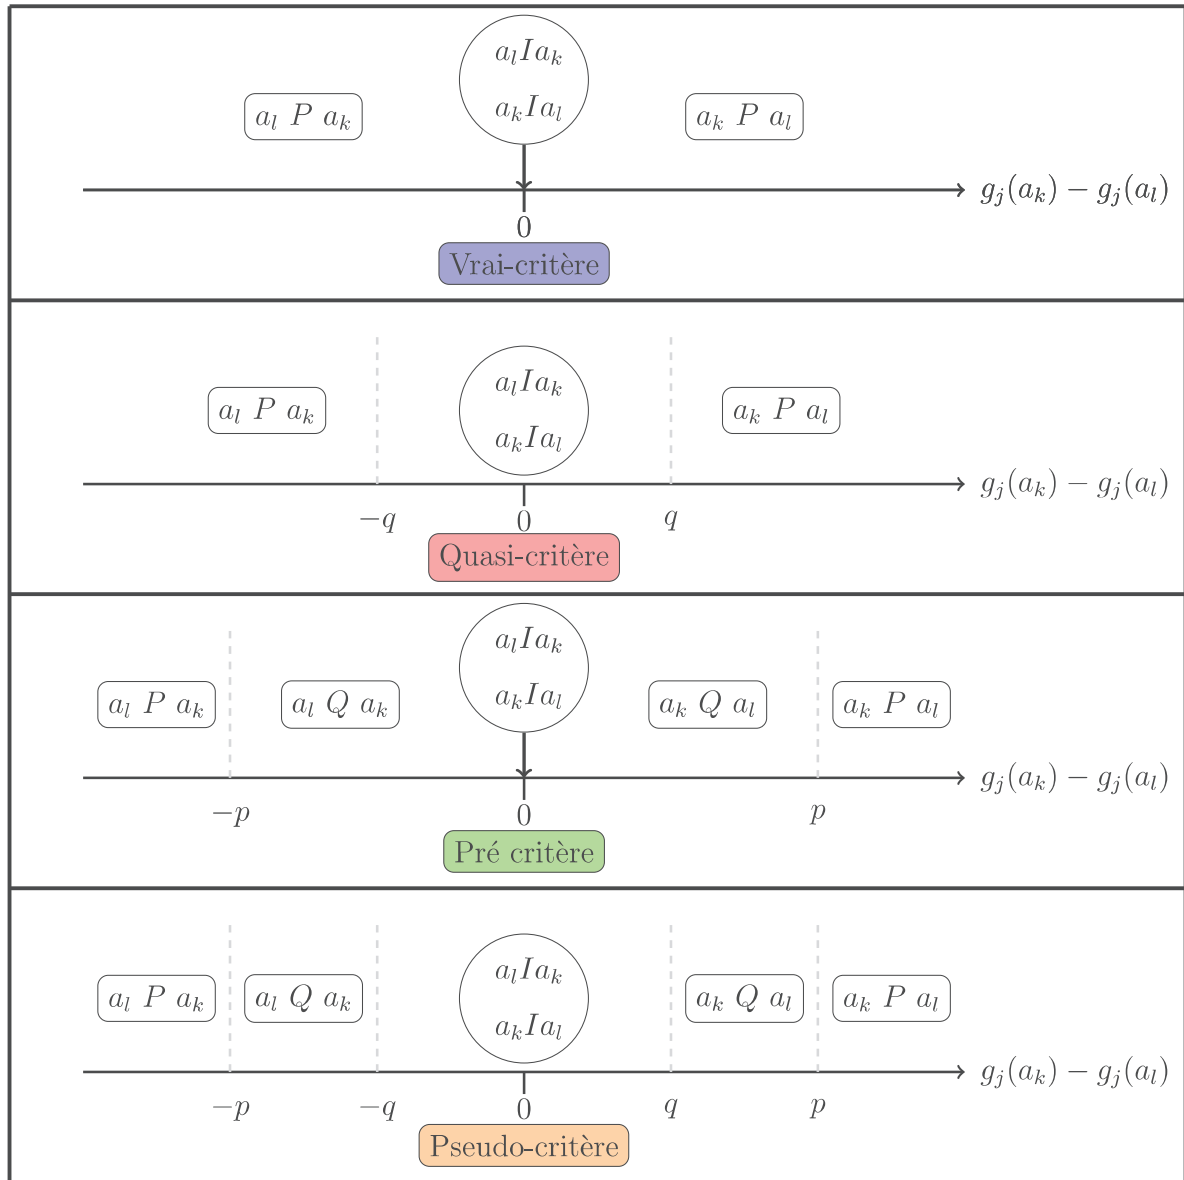 a_l I a_k
a_k I a_l
a_l P a_k
a_k P a_l
g_j(a_k) − g_j(a_l)
0
Vrai-critère
a_l I a_k
a_k I a_l
a_l P a_k
a_k P a_l
g_j(a_k) − g_j(a_l)
−q 0 q
Quasi-critère
a_l I a_k
a_k I a_l
a_l P a_k
a_l Q a_k
a_k Q a_l
a_k P a_l
g_j(a_k) − g_j(a_l)
−p 0 p
Pré critère
a_l I a_k
a_k I a_l
a_l P a_k
a_l Q a_k
a_k Q a_l
a_k P a_l
g_j(a_k) − g_j(a_l)
−p −q 0 q p
Pseudo-critère